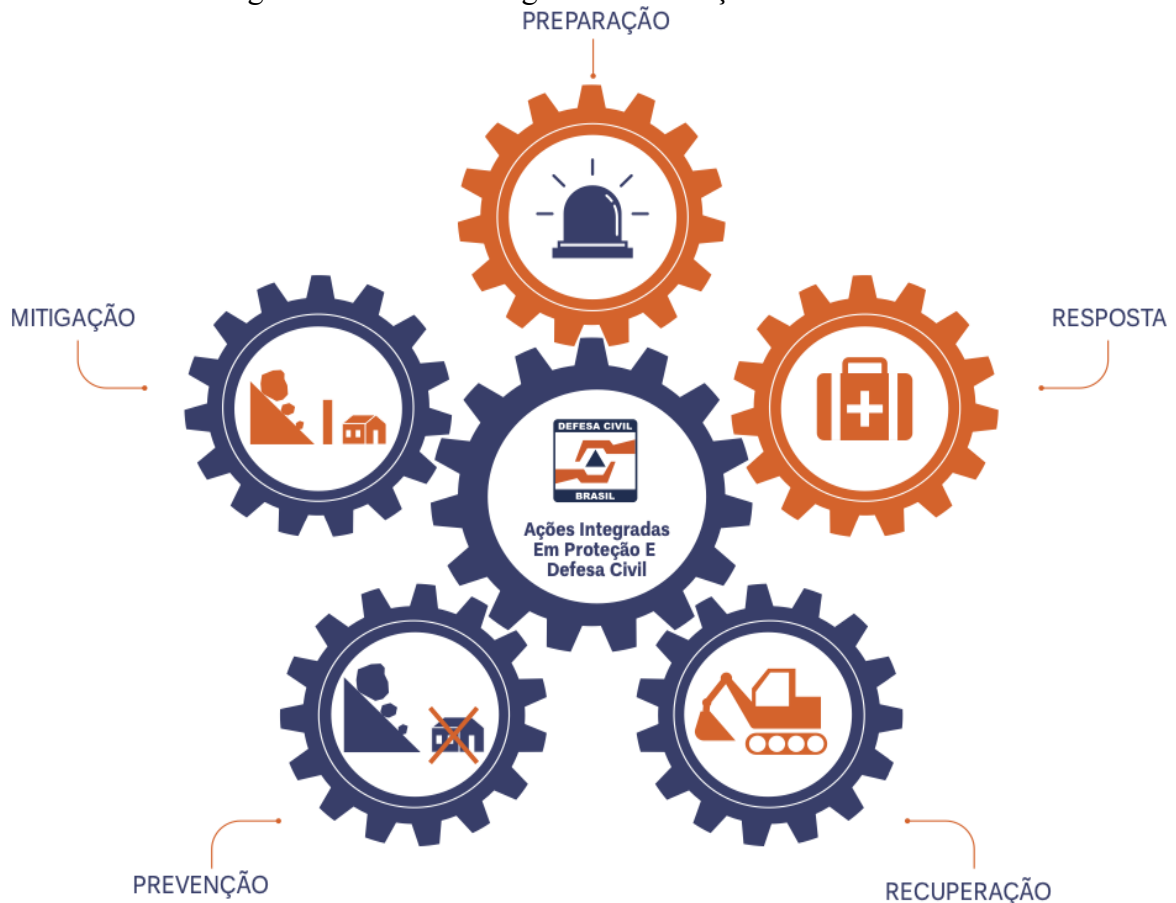 PREPARAÇÃO
MITIGAÇÃO
RESPOSTA
DEFESA CIVIL
BRASIL
Ações Integradas
Em Proteção E
Defesa Civil
PREVENÇÃO
RECUPERAÇÃO